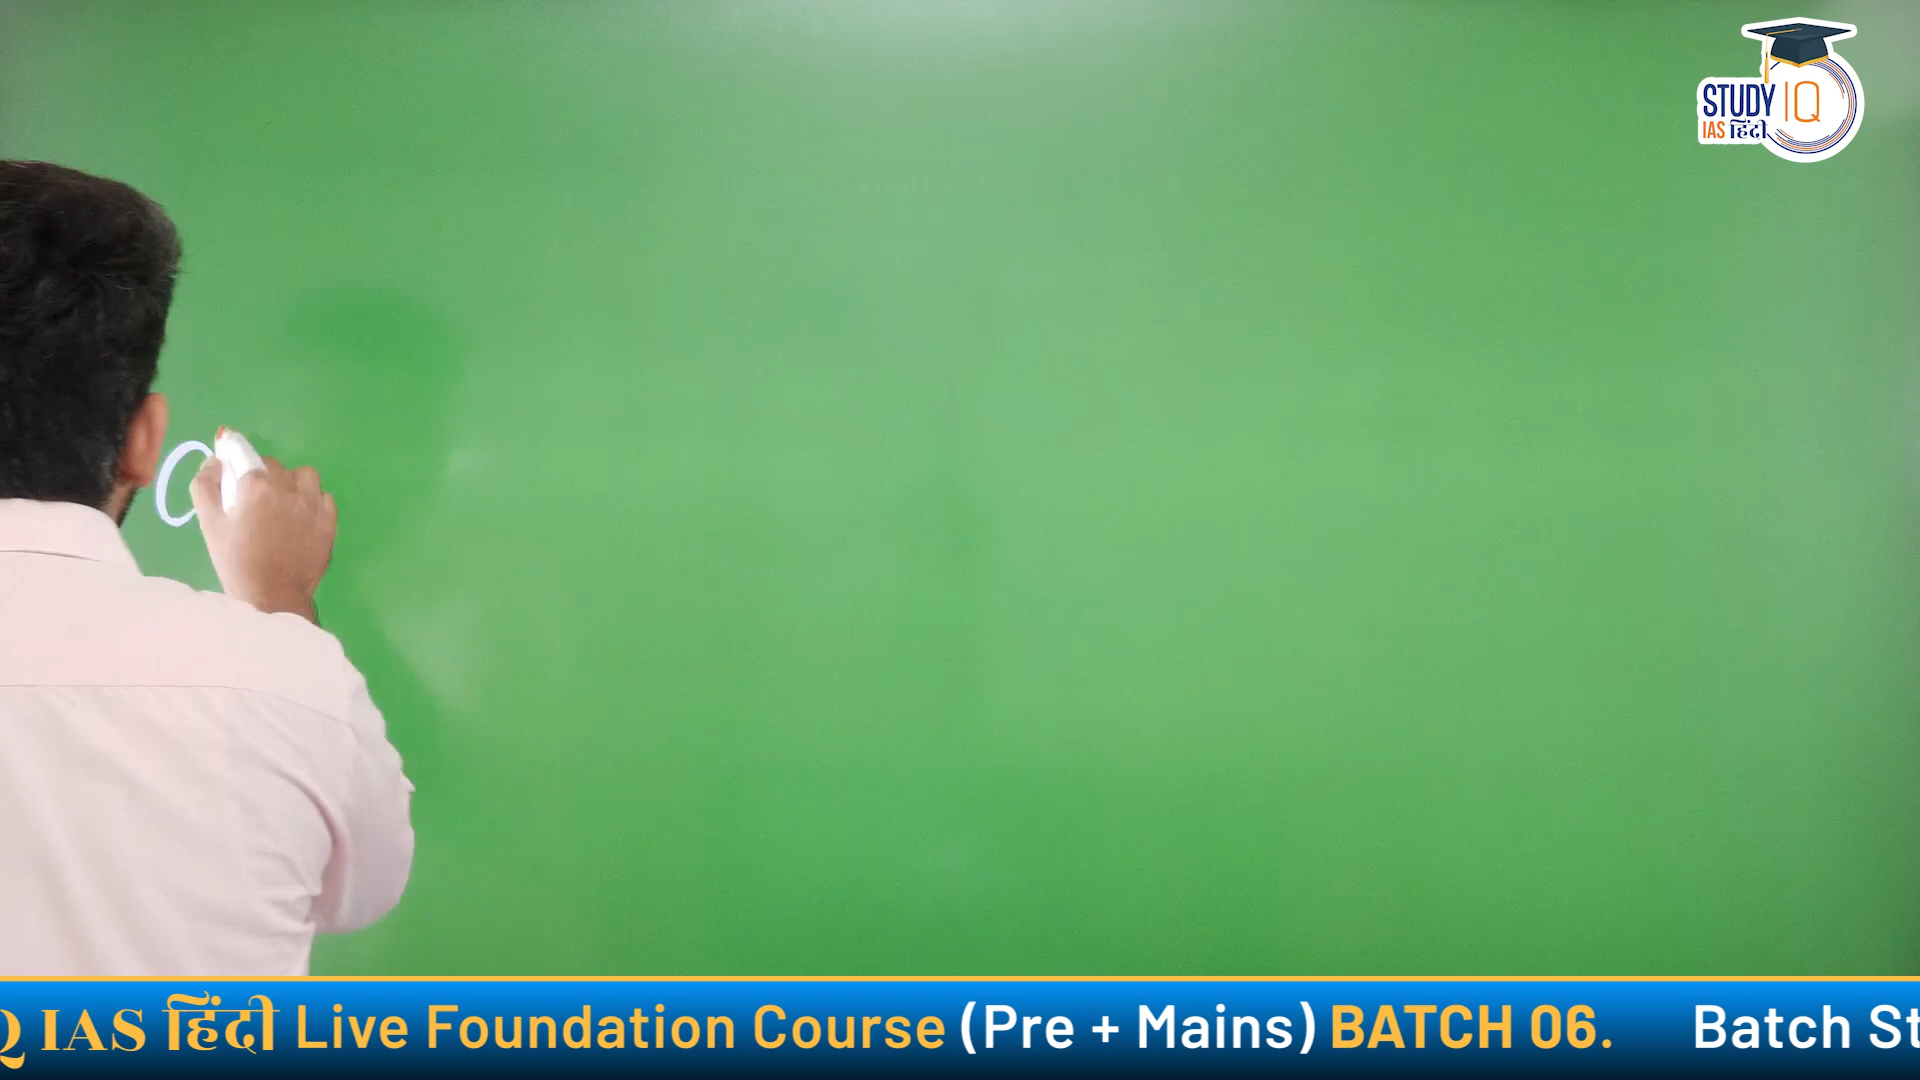 STUDY IQ
IAS हिंदी
Q IAS हिंदी Live Foundation Course (Pre + Mains) BATCH 06. Batch St